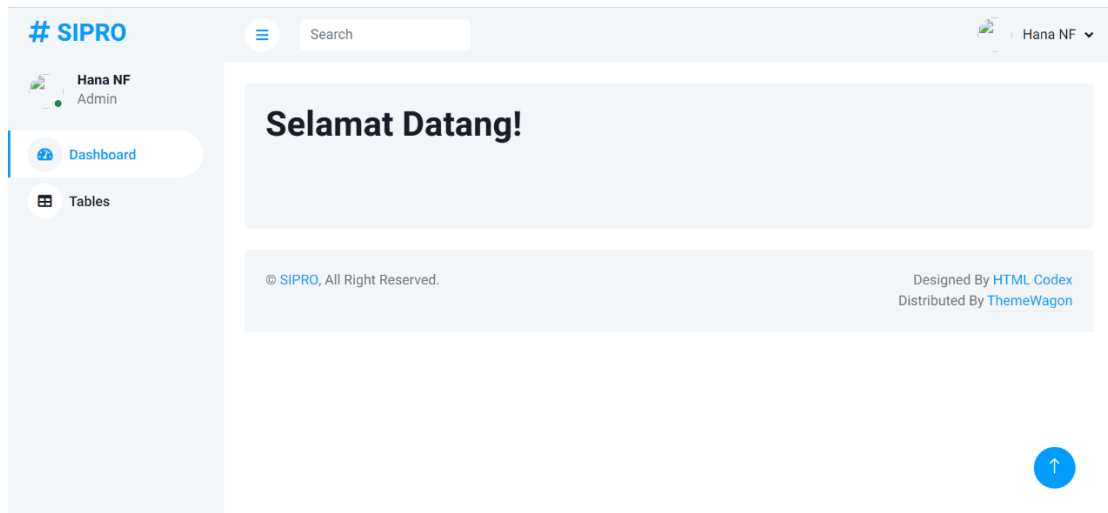 # SIPRO
Search
Hana NF
Hana NF
Admin
Dashboard
Tables
Selamat Datang!
© SIPRO, All Right Reserved.
Designed By HTML Codex
Distributed By ThemeWagon